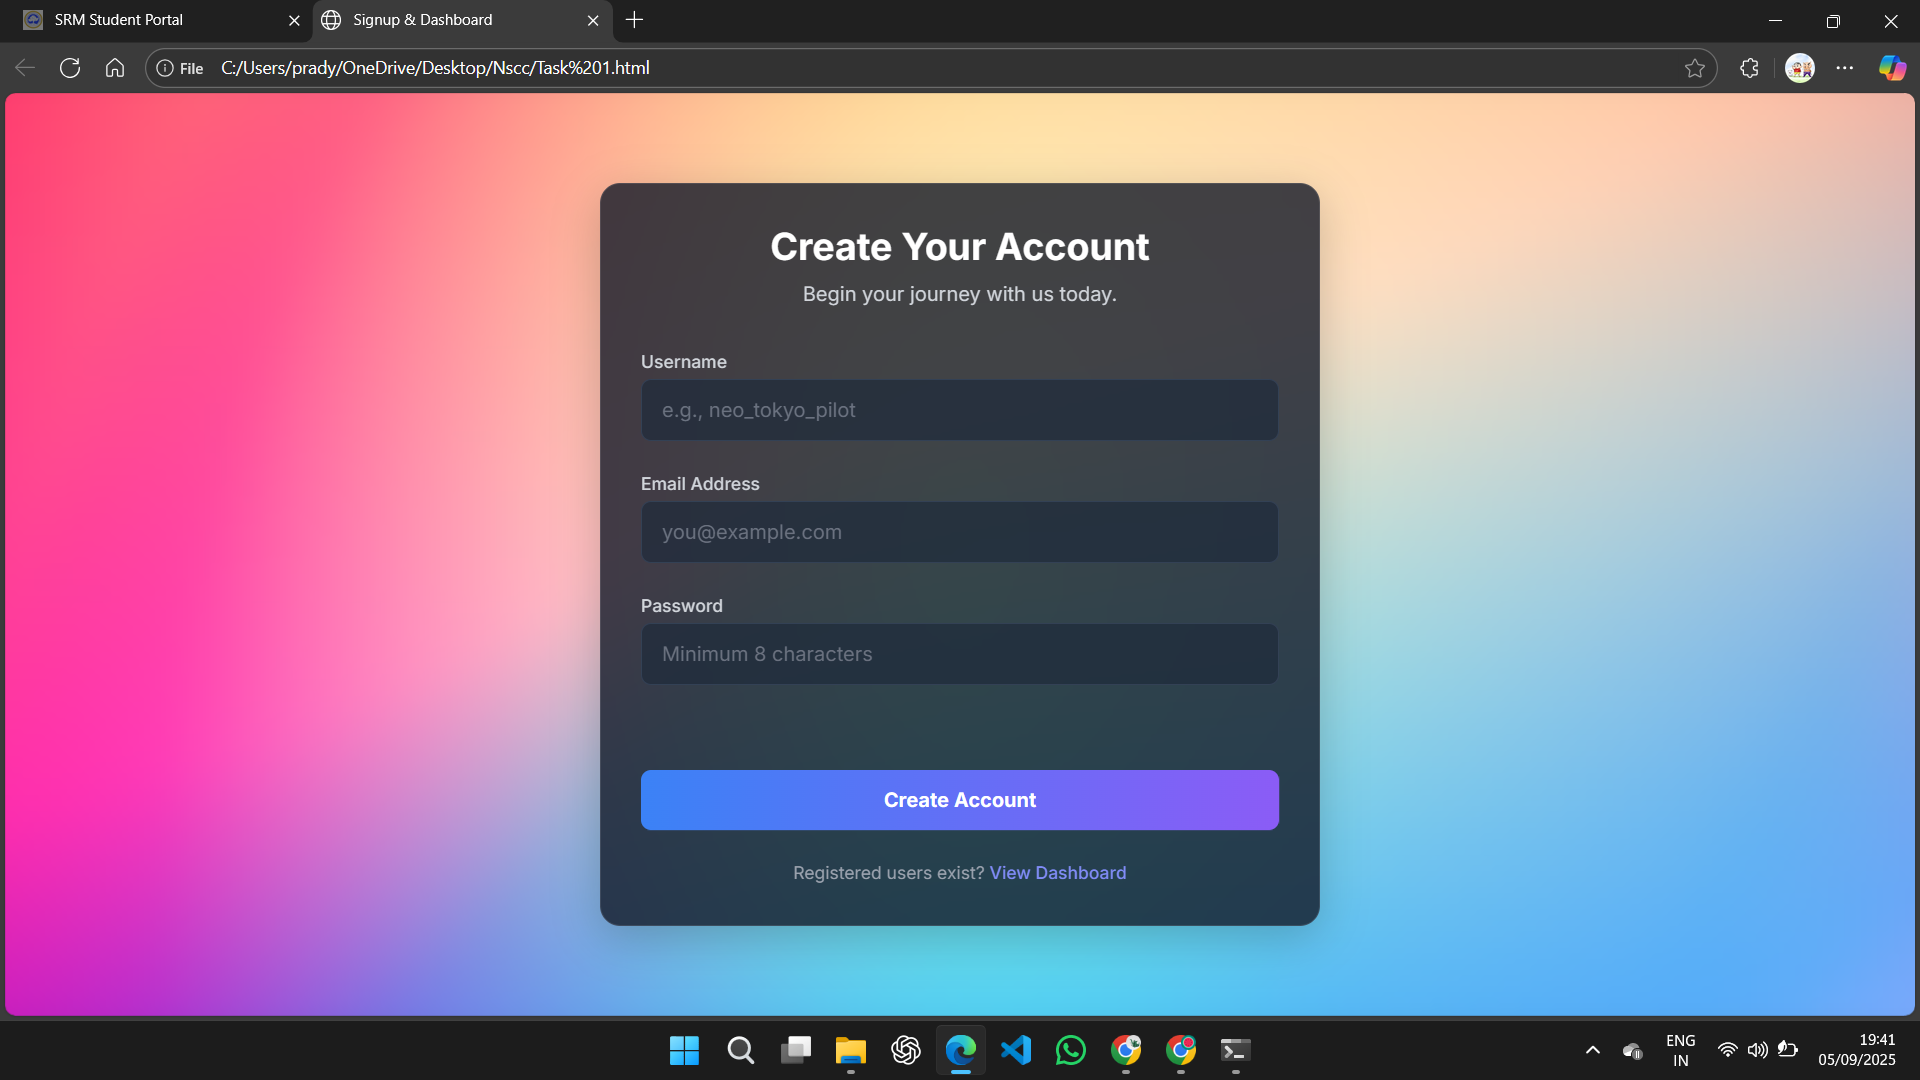 SRM Student Portal
Signup & Dashboard
File
C:/Users/prady/OneDrive/Desktop/Nscc/Task%201.html
Create Your Account
Begin your journey with us today.
Username
e.g., neo_tokyo_pilot
Email Address
you@example.com
Password
Minimum 8 characters
Create Account
Registered users exist? View Dashboard
ENG
IN
19:41
05/09/2025